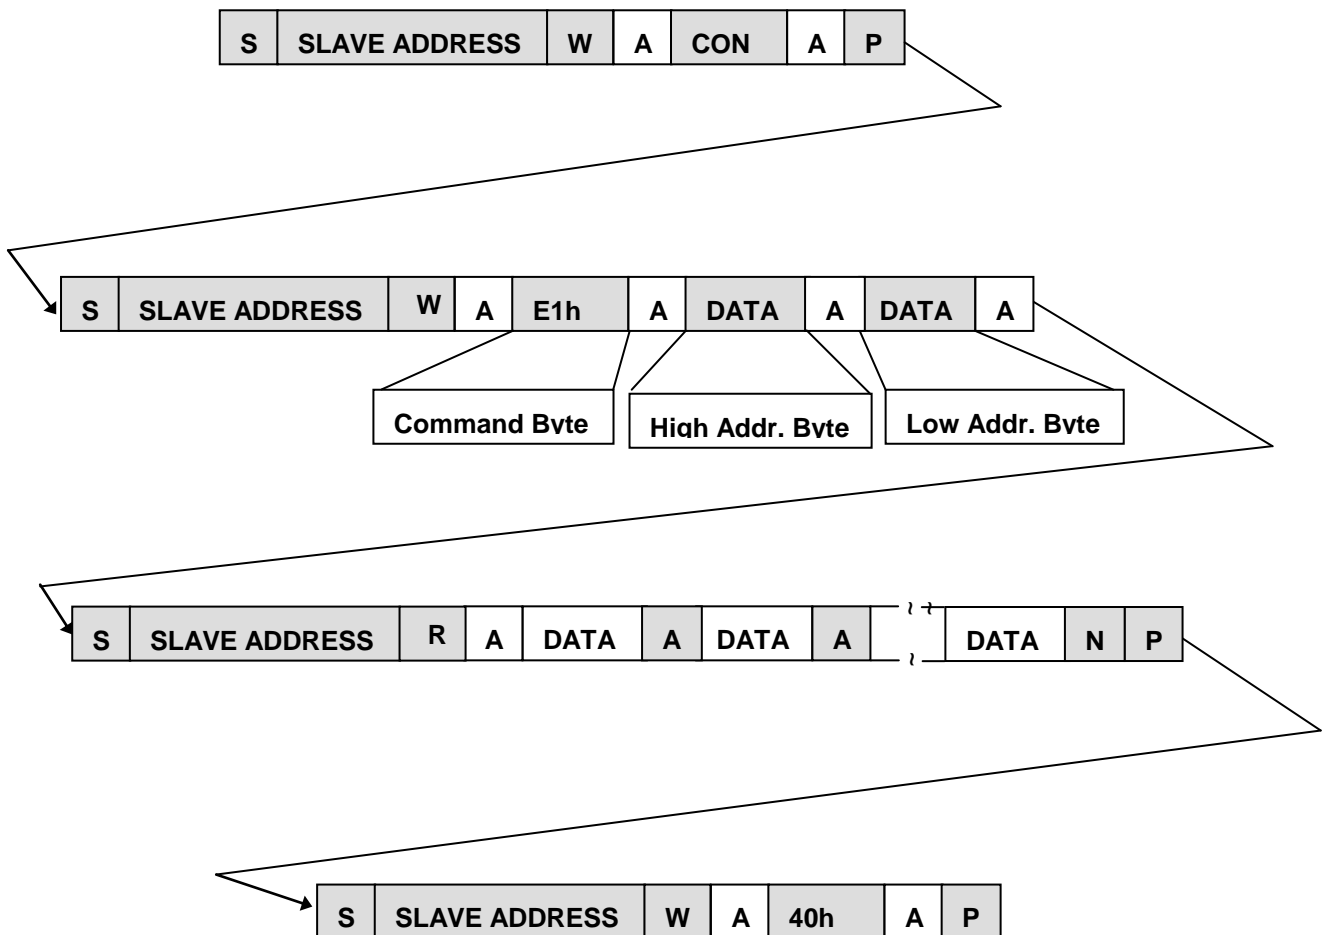 S SLAVE ADDRESS W A CON A P
S SLAVE ADDRESS W A E1h A DATA A DATA A
Command Byte High Addr. Byte Low Addr. Byte
S SLAVE ADDRESS R A DATA A DATA A ~ ~ ~ DATA N P
S SLAVE ADDRESS W A 40h A P